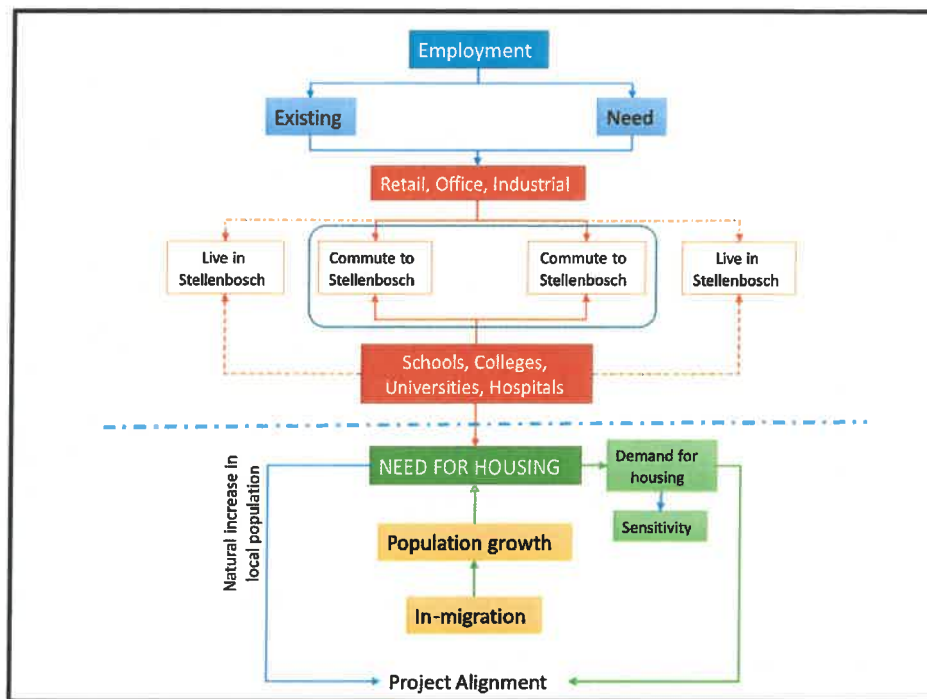 Employment
Existing
Need
Retail, Office, Industrial
Live in
Stellenbosch
Commute to
Stellenbosch
Commute to
Stellenbosch
Live in
Stellenbosch
Schools, Colleges,
Universities, Hospitals
NEED FOR HOUSING
Demand for
housing
Sensitivity
Natural increase in
local population
Population growth
In-migration
Project Alignment